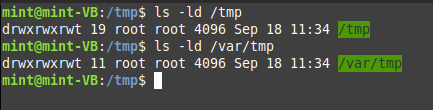 mint@mint-VB:/tmp$ ls -ld /tmp
drwxrwxrwt 19 root root 4096 Sep 18 11:34 /tmp
mint@mint-VB:/tmp$ ls -ld /var/tmp
drwxrwxrwt 11 root root 4096 Sep 18 11:34 /var/tmp
mint@mint-VB:/tmp$